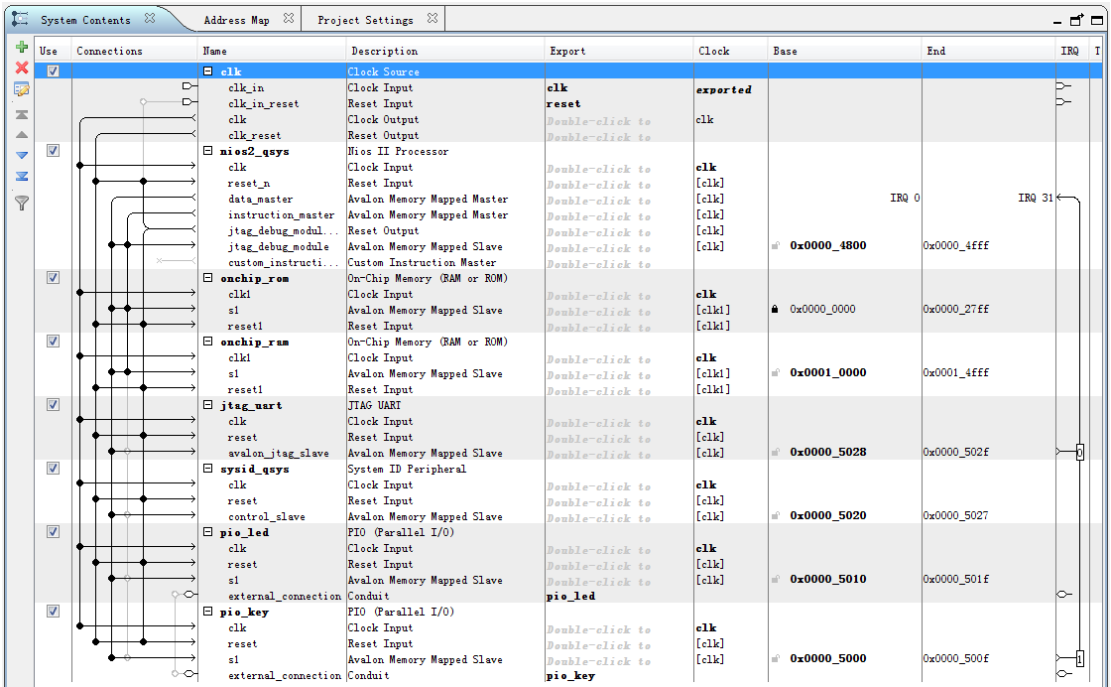 System Contents Address Map Project Settings
Use Connections Name Description Export Clock Base End IRQ T
clk Clock Source
clk_in Clock Input clk exported
clk_in_reset Reset Input reset
clk Clock Output Double-click to clk
clk_reset Reset Output Double-click to
nios2_qsys Nios II Processor
clk Clock Input Double-click to clk
reset_n Reset Input Double-click to [clk]
data_master Avalon Memory Mapped Master Double-click to [clk] IRQ 0 IRQ 31
instruction_master Avalon Memory Mapped Master Double-click to [clk]
jtag_debug_modul... Reset Output Double-click to [clk]
jtag_debug_module Avalon Memory Mapped Slave Double-click to [clk] 0x0000_4800 0x0000_4fff
custom_instructi... Custom Instruction Master Double-click to
onchip_rom On-Chip Memory (RAM or ROM)
clk1 Clock Input Double-click to clk
s1 Avalon Memory Mapped Slave Double-click to [clk1] 0x0000_0000 0x0000_27ff
reset1 Reset Input Double-click to [clk1]
onchip_ram On-Chip Memory (RAM or ROM)
clk1 Clock Input Double-click to clk
s1 Avalon Memory Mapped Slave Double-click to [clk1] 0x0001_0000 0x0001_4fff
reset1 Reset Input Double-click to [clk1]
jtag_uart JTAG UART
clk Clock Input Double-click to clk
reset Reset Input Double-click to [clk]
avalon_jtag_slave Avalon Memory Mapped Slave Double-click to [clk] 0x0000_5028 0x0000_502f 0
sysid_qsys System ID Peripheral
clk Clock Input Double-click to clk
reset Reset Input Double-click to [clk]
control_slave Avalon Memory Mapped Slave Double-click to [clk] 0x0000_5020 0x0000_5027
pio_led PIO (Parallel I/O)
clk Clock Input Double-click to clk
reset Reset Input Double-click to [clk]
s1 Avalon Memory Mapped Slave Double-click to [clk] 0x0000_5010 0x0000_501f
external_connection Conduit pio_led
pio_key PIO (Parallel I/O)
clk Clock Input Double-click to clk
reset Reset Input Double-click to [clk]
s1 Avalon Memory Mapped Slave Double-click to [clk] 0x0000_5000 0x0000_500f 1
external_connection Conduit pio_key